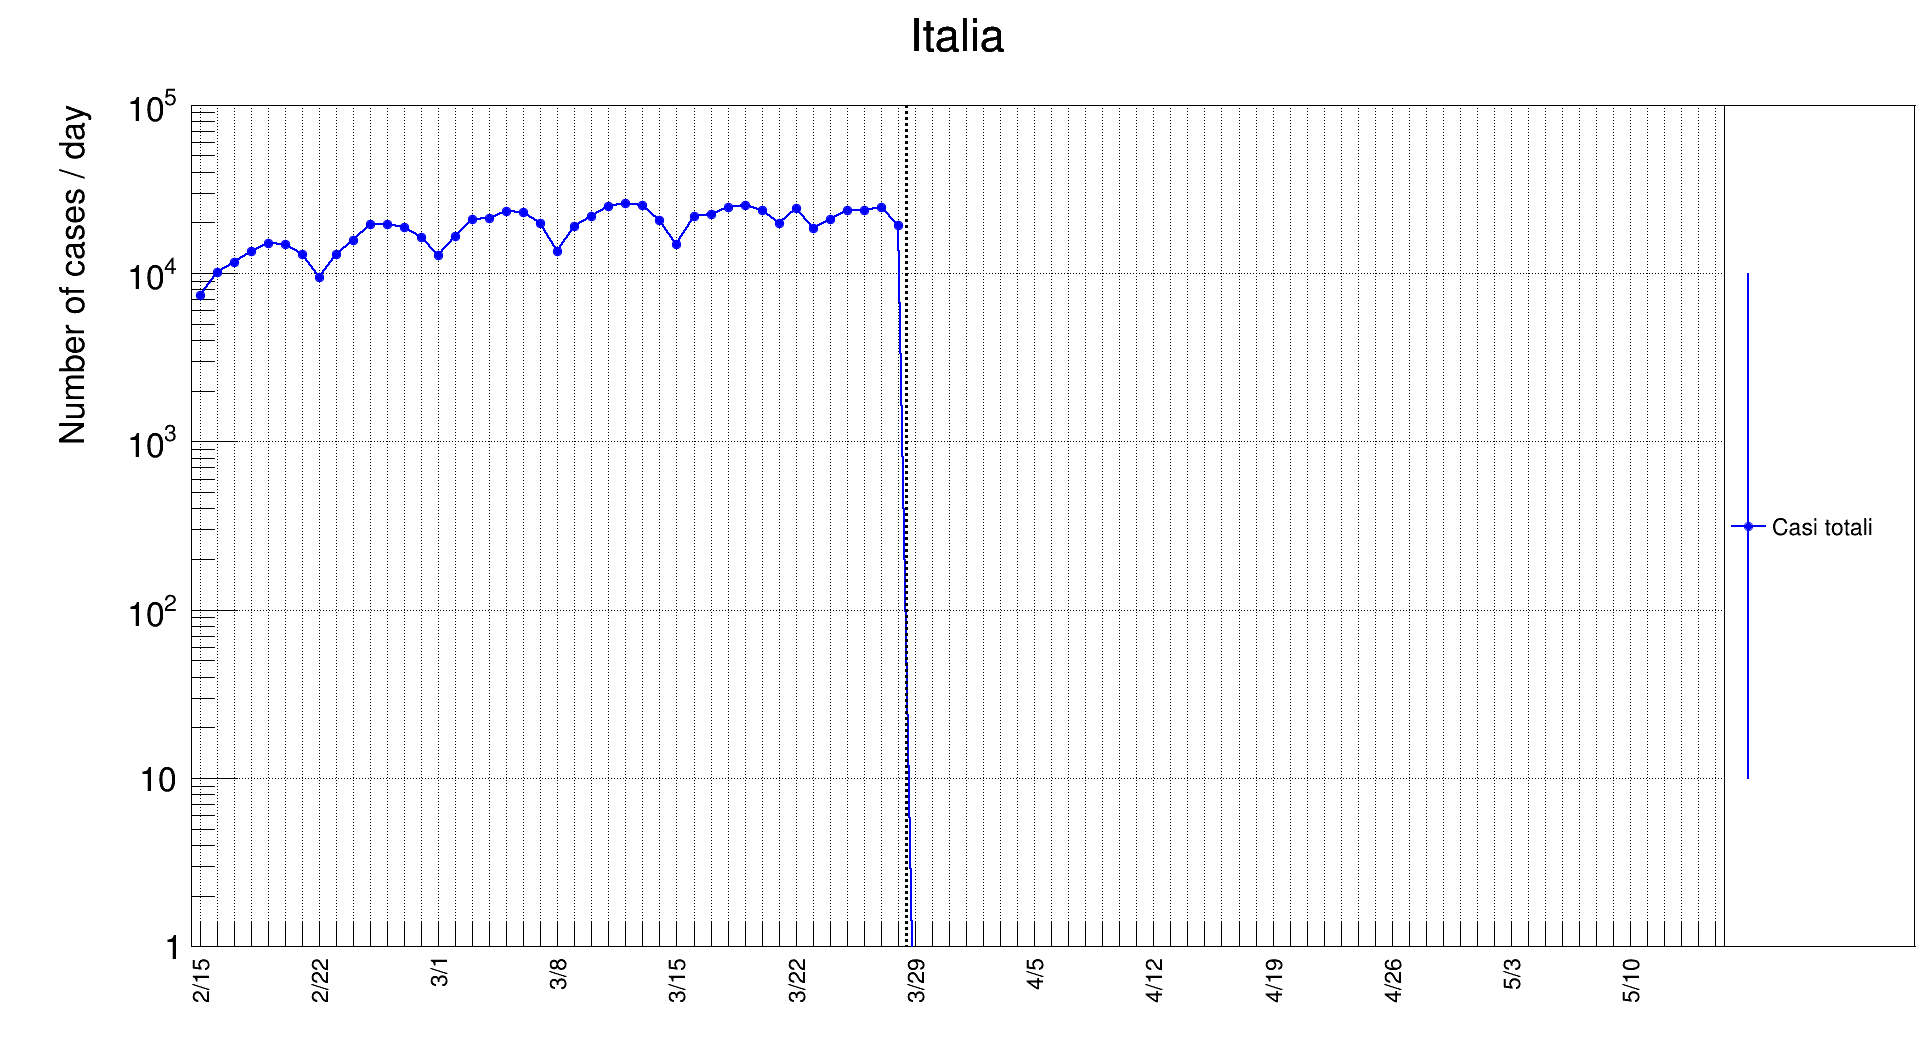 Italia
Number of cases / day
10^5
10^4
10^3
10^2
10
1
2/15 2/22 3/1 3/8 3/15 3/22 3/29 4/5 4/12 4/19 4/26 5/3 5/10
Casi totali